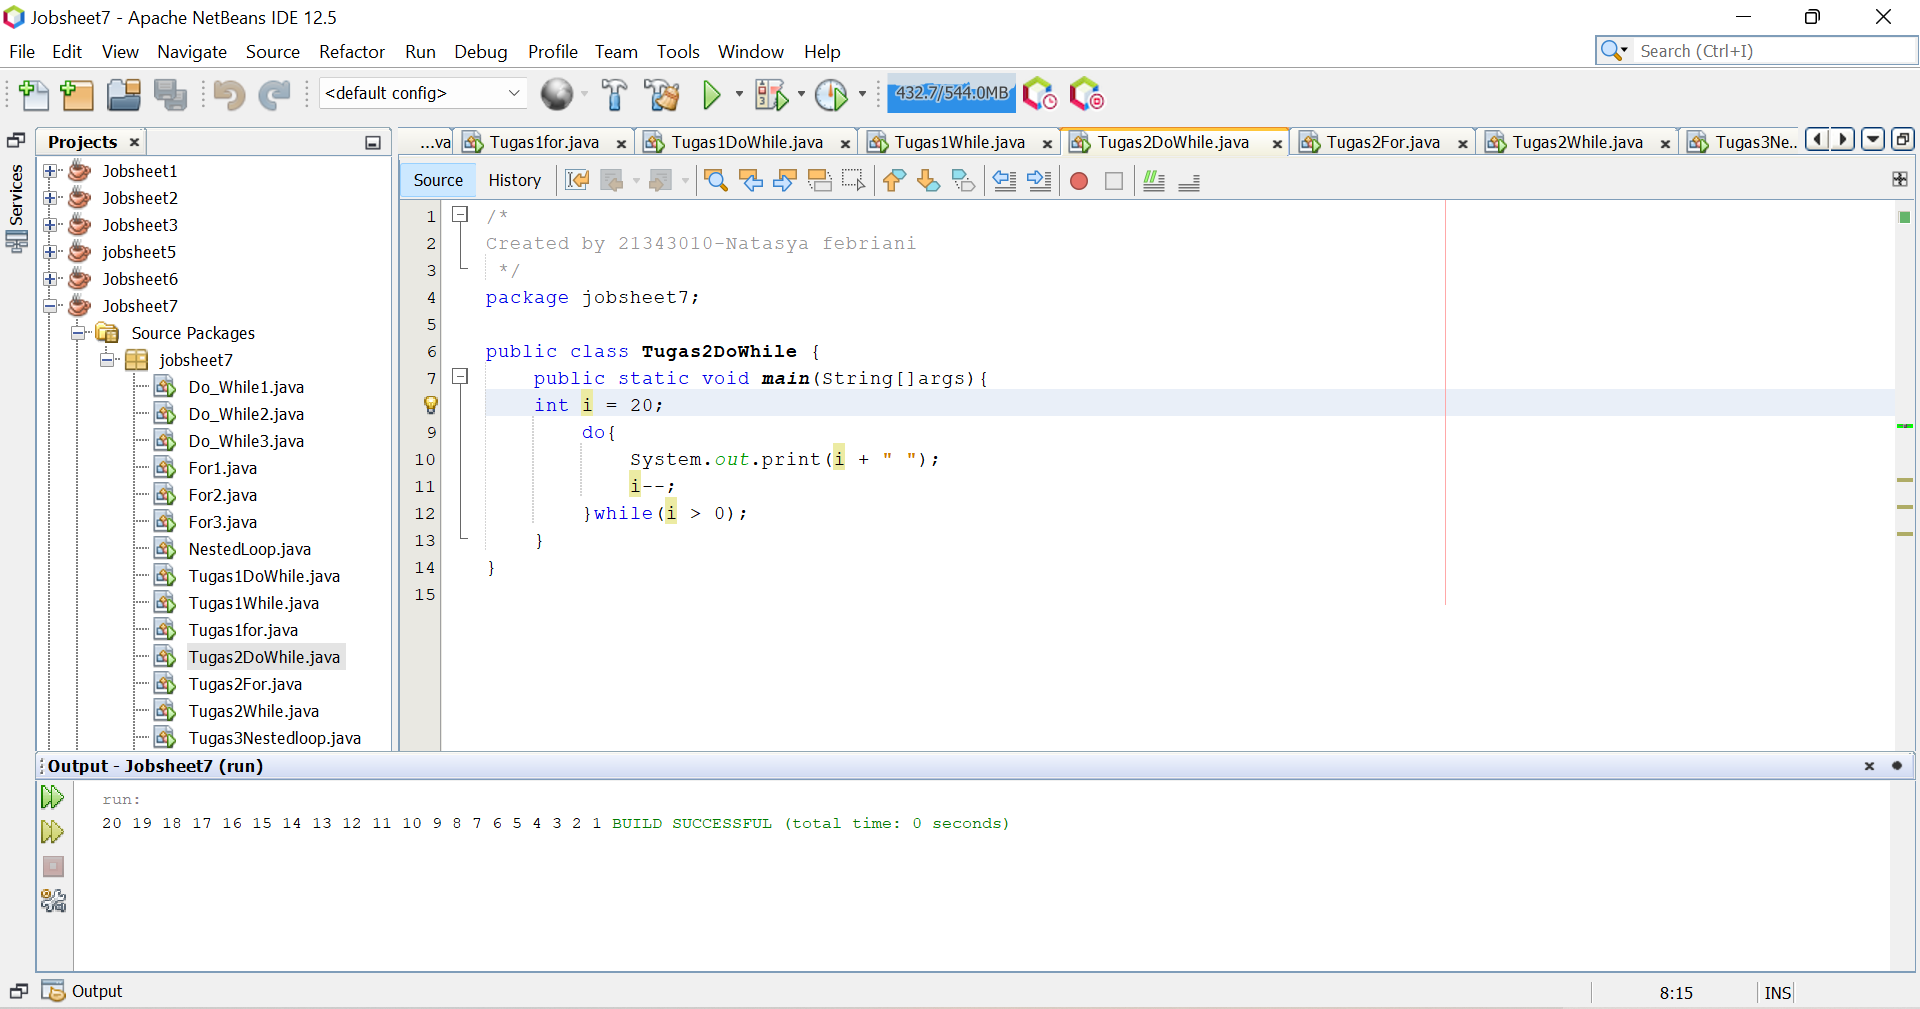 Jobsheet7 - Apache NetBeans IDE 12.5
File Edit View Navigate Source Refactor Run Debug Profile Team Tools Window Help
Search (Ctrl+I)
<default config>
432.7/544.0MB
Services
Projects
Jobsheet1
Jobsheet2
Jobsheet3
jobsheet5
Jobsheet6
Jobsheet7
Source Packages
jobsheet7
Do_While1.java
Do_While2.java
Do_While3.java
For1.java
For2.java
For3.java
NestedLoop.java
Tugas1DoWhile.java
Tugas1While.java
Tugas1for.java
Tugas2DoWhile.java
Tugas2For.java
Tugas2While.java
Tugas3Nestedloop.java
...va Tugas1for.java Tugas1DoWhile.java Tugas1While.java Tugas2DoWhile.java Tugas2For.java Tugas2While.java Tugas3Ne..
Source History
1 /*
2 Created by 21343010-Natasya febriani
3 */
4 package jobsheet7;
5
6 public class Tugas2DoWhile {
7 public static void main(String[]args){
int i = 20;
9 do{
10 System.out.print(i + " ");
11 i--;
12 }while(i > 0);
13 }
14 }
15
Output - Jobsheet7 (run)
run:
20 19 18 17 16 15 14 13 12 11 10 9 8 7 6 5 4 3 2 1 BUILD SUCCESSFUL (total time: 0 seconds)
Output
8:15 INS